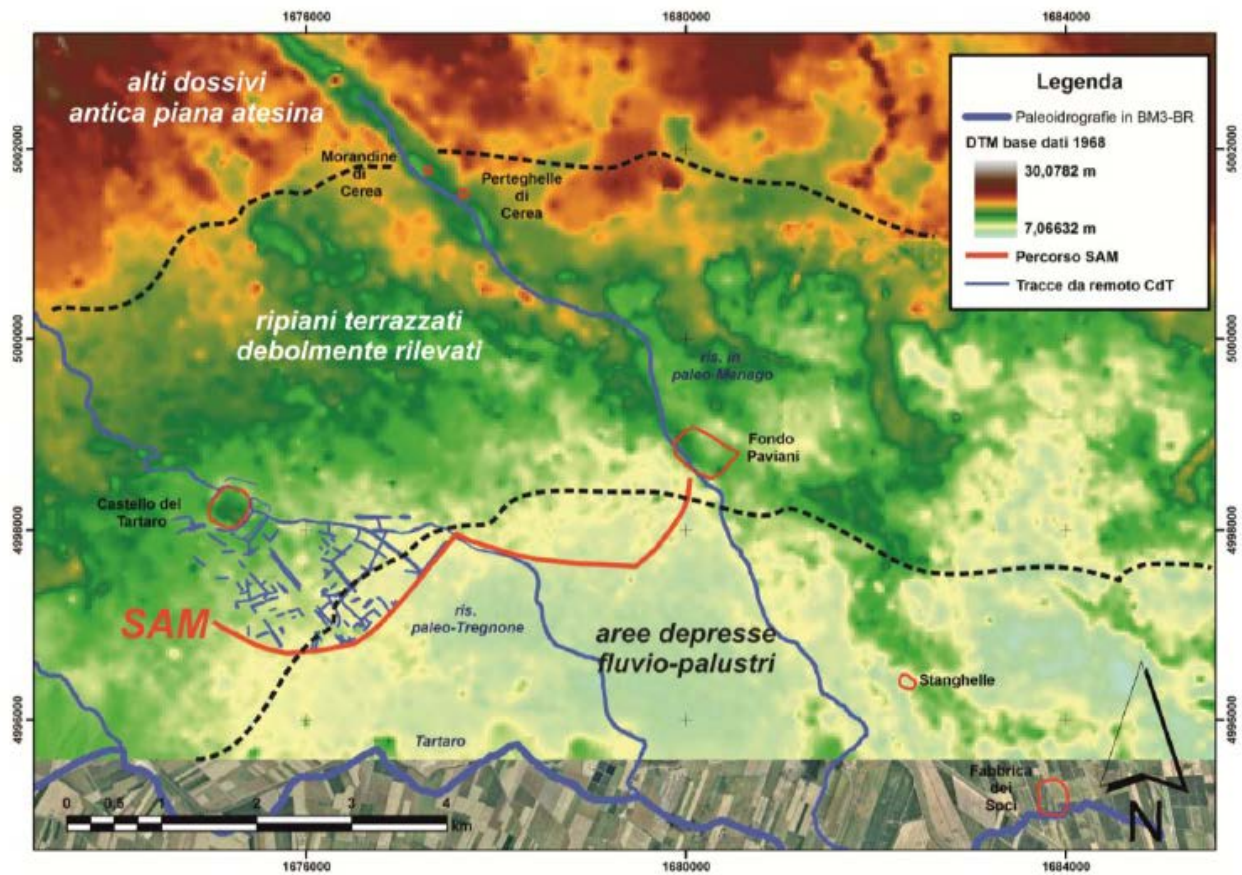 1676000
1680000
1684000
alti dossivi
antica piana atesina
Morandine
di
Cerea
Perteghelle
di
Cerea
Legenda
Paleoidrografie in BM3-BR
DTM base dati 1968
30,0782 m
7,06632 m
Percorso SAM
Tracce da remoto CdT
5002000
5002000
ripiani terrazzati
debolmente rilevati
5000000
5000000
ris. in
paleo-Menago
Fondo
Paviani
Castello del
Tartaro
4998000
4998000
SAM
ris.
paleo-Tregnone
aree depresse
fluvio-palustri
Stanghelle
4996000
4996000
Tartaro
Fabbrica
dei
Soci
0 0,5 1 2 3 4
km
N
1676000
1680000
1684000